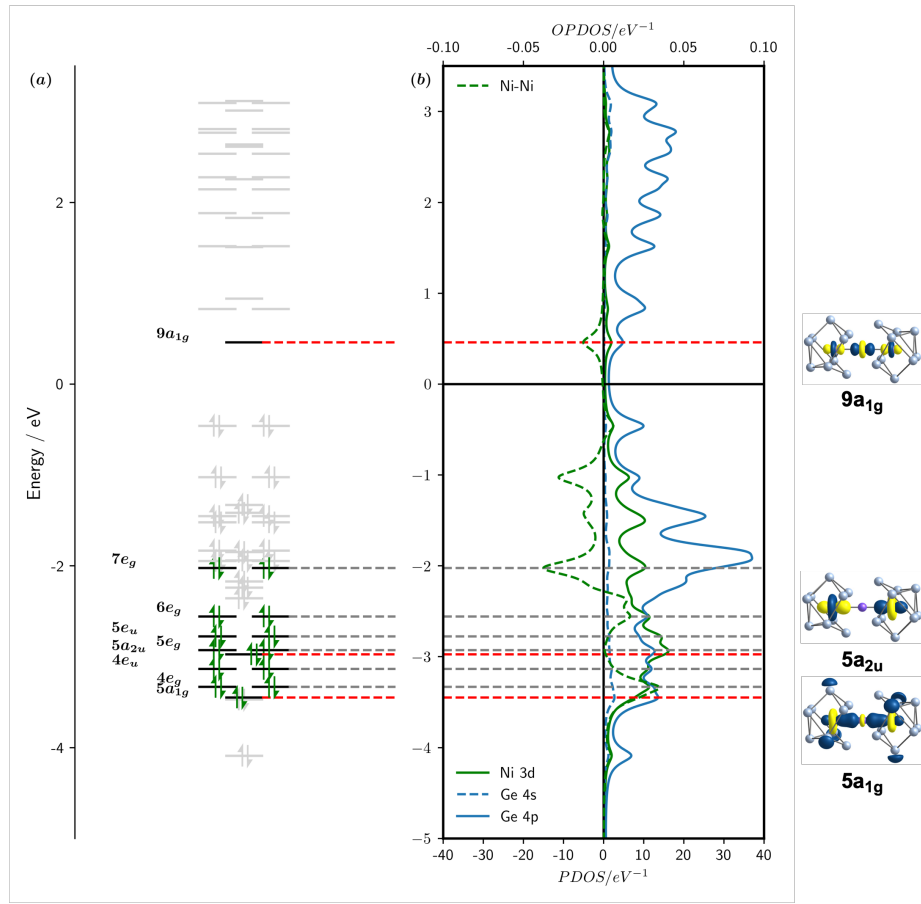 OPDOS/eV⁻¹
-0.10 -0.05 0.00 0.05 0.10
(a)
(b)
Ni-Ni
3
2
1
0
−1
−2
−3
−4
−5
Energy / eV
2
0
-2
-4
9a1g
7eg
6eg
5eu
5eg
5a2u
4eu
4eg
5a1g
Ni 3d
Ge 4s
Ge 4p
-40 -30 -20 -10 0 10 20 30 40
PDOS/eV⁻¹
9a1g
5a2u
5a1g